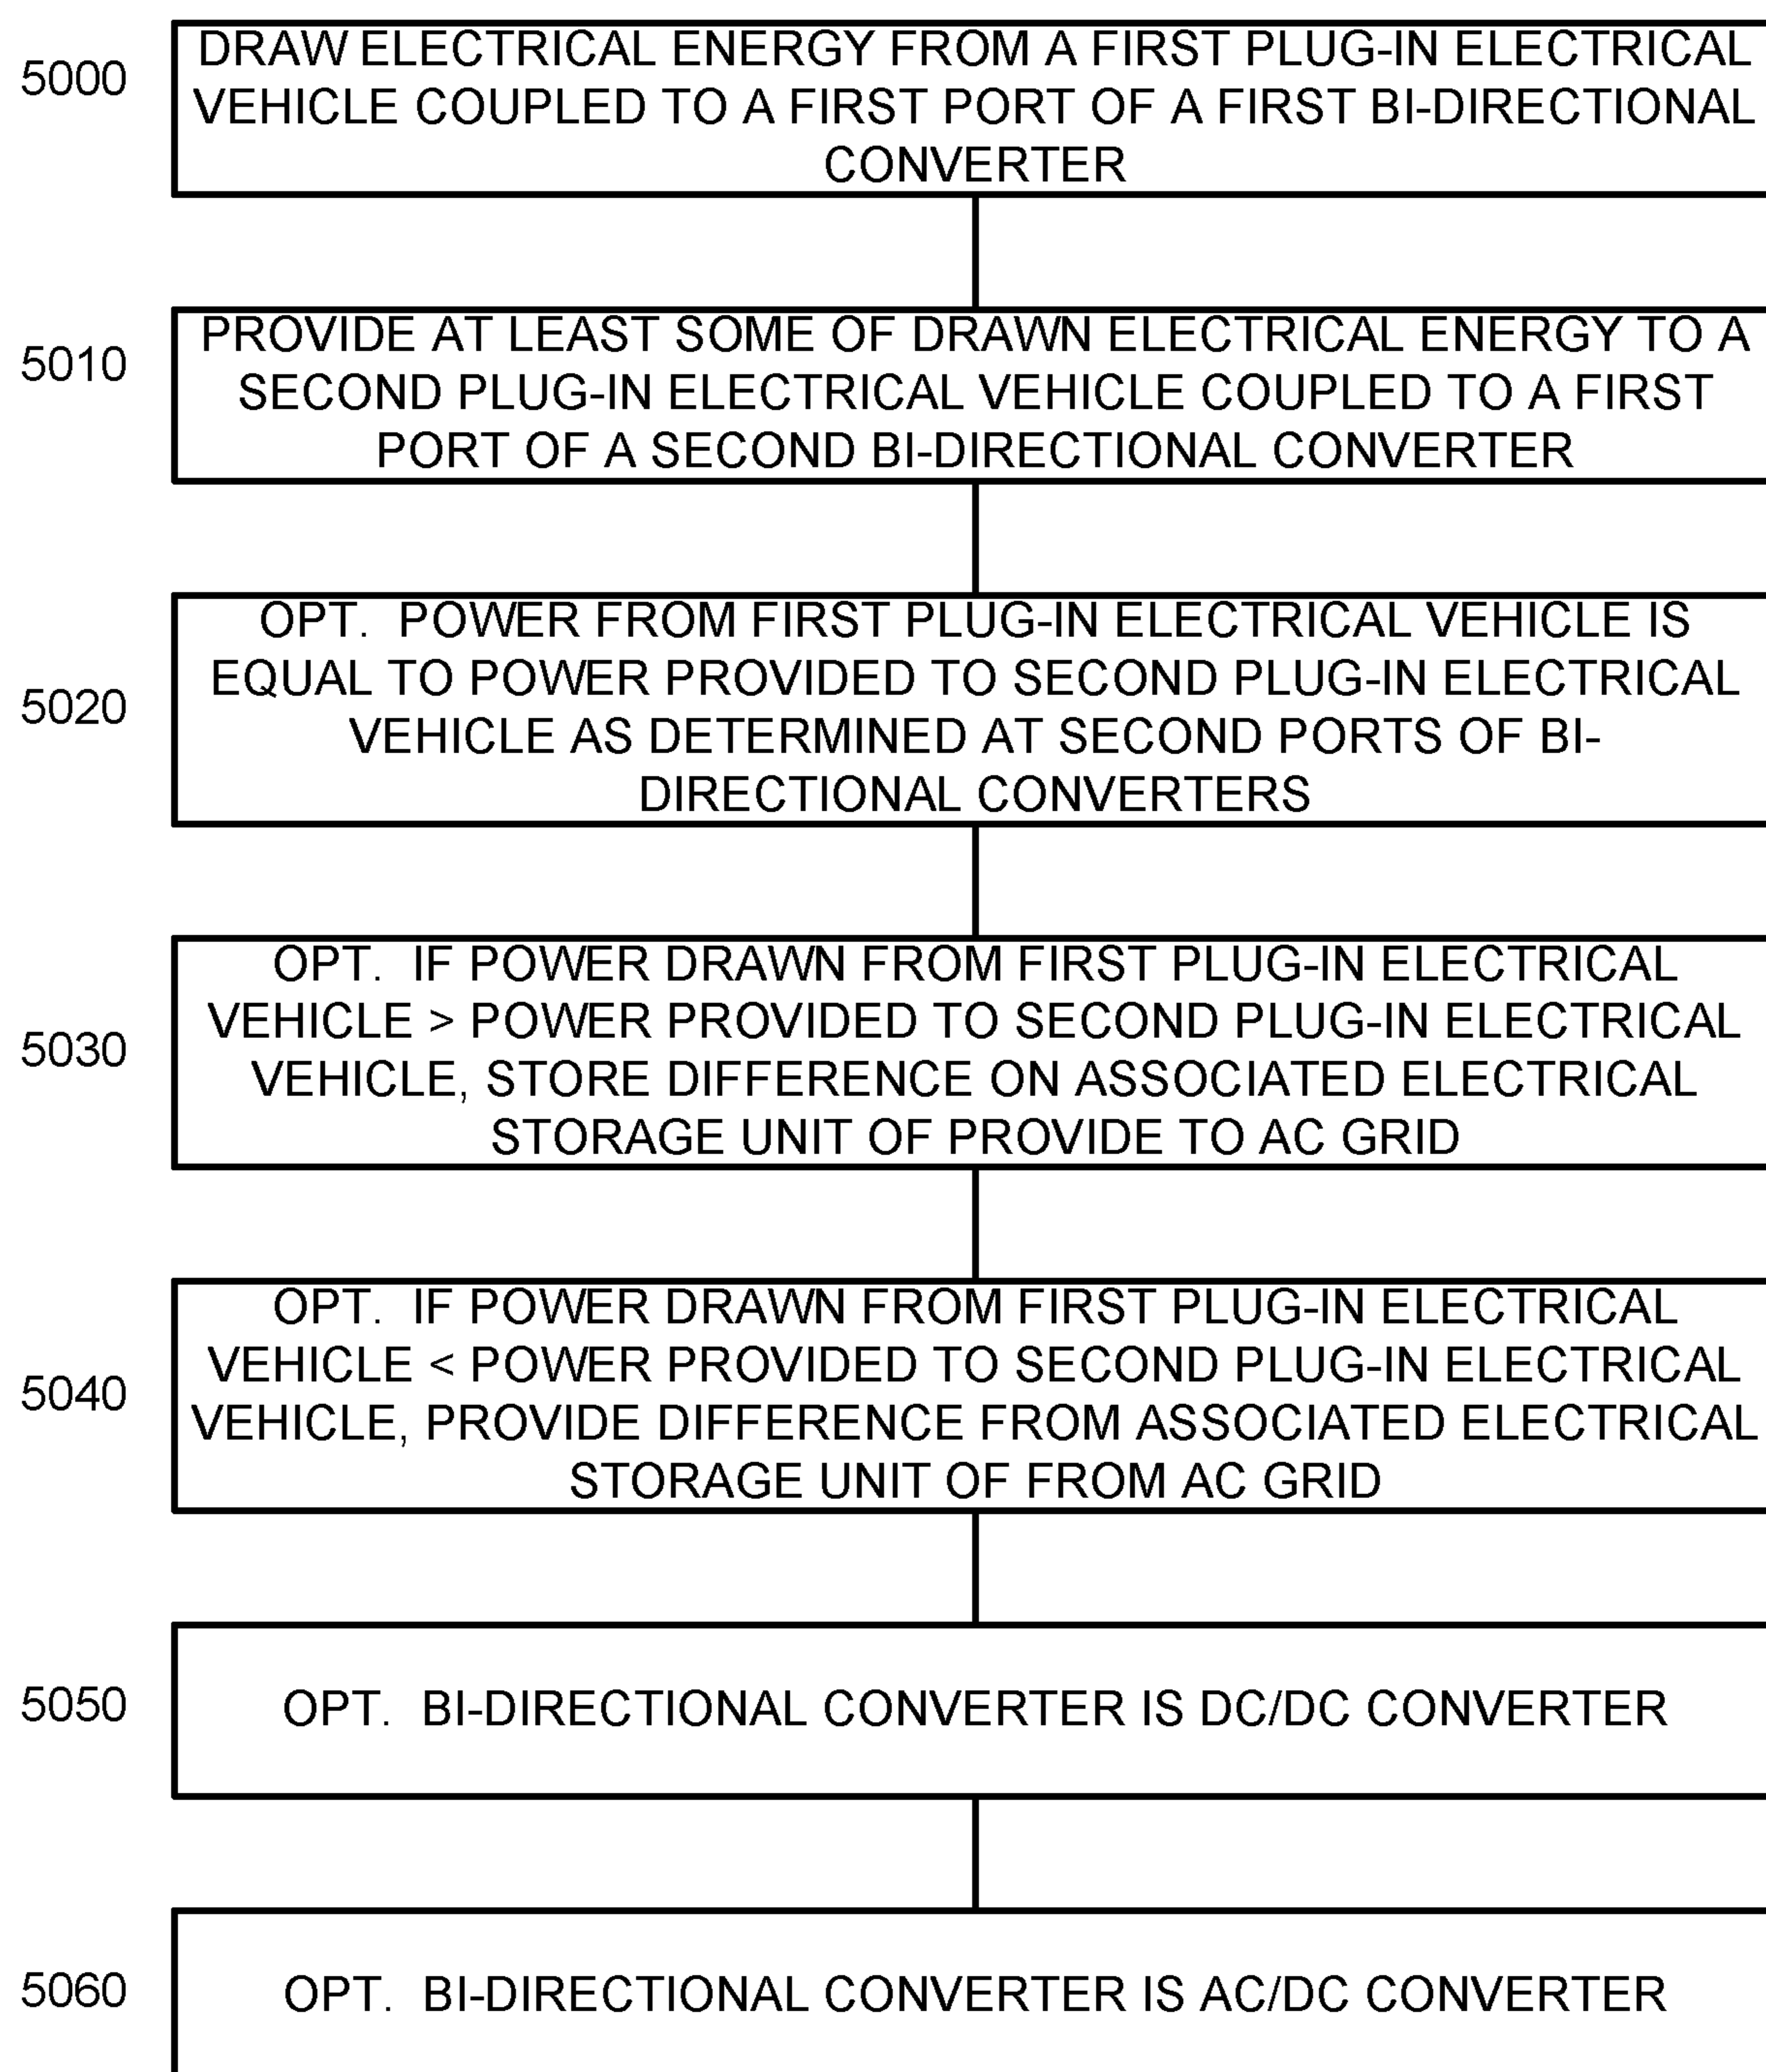 5000
DRAW ELECTRICAL ENERGY FROM A FIRST PLUG-IN ELECTRICAL
VEHICLE COUPLED TO A FIRST PORT OF A FIRST BI-DIRECTIONAL
CONVERTER
5010
PROVIDE AT LEAST SOME OF DRAWN ELECTRICAL ENERGY TO A
SECOND PLUG-IN ELECTRICAL VEHICLE COUPLED TO A FIRST
PORT OF A SECOND BI-DIRECTIONAL CONVERTER
5020
OPT. POWER FROM FIRST PLUG-IN ELECTRICAL VEHICLE IS
EQUAL TO POWER PROVIDED TO SECOND PLUG-IN ELECTRICAL
VEHICLE AS DETERMINED AT SECOND PORTS OF BI-
DIRECTIONAL CONVERTERS
5030
OPT. IF POWER DRAWN FROM FIRST PLUG-IN ELECTRICAL
VEHICLE > POWER PROVIDED TO SECOND PLUG-IN ELECTRICAL
VEHICLE, STORE DIFFERENCE ON ASSOCIATED ELECTRICAL
STORAGE UNIT OF PROVIDE TO AC GRID
5040
OPT. IF POWER DRAWN FROM FIRST PLUG-IN ELECTRICAL
VEHICLE < POWER PROVIDED TO SECOND PLUG-IN ELECTRICAL
VEHICLE, PROVIDE DIFFERENCE FROM ASSOCIATED ELECTRICAL
STORAGE UNIT OF FROM AC GRID
5050
OPT. BI-DIRECTIONAL CONVERTER IS DC/DC CONVERTER
5060
OPT. BI-DIRECTIONAL CONVERTER IS AC/DC CONVERTER